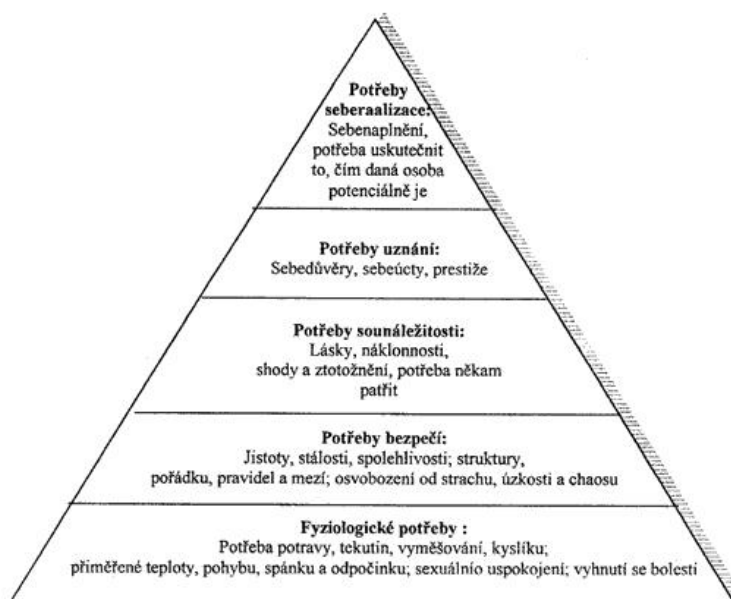 Potřeby
seberaalizace:
Sebenaplnění,
potřeba uskutečnit
to, čím daná osoba
potenciálně je
Potřeby uznání:
Sebedůvěry, sebeúcty, prestiže
Potřeby sounáležitosti:
Lásky, náklonnosti,
shody a ztotožnění, potřeba někam
patřit
Potřeby bezpečí:
Jistoty, stálosti, spolehlivosti; struktury,
pořádku, pravidel a mezí; osvobození od strachu, úzkosti a chaosu
Fyziologické potřeby :
Potřeba potravy, tekutin, vyměšování, kyslíku;
přiměřené teploty, pohybu, spánku a odpočinku; sexuálnío uspokojení; vyhnutí se bolesti